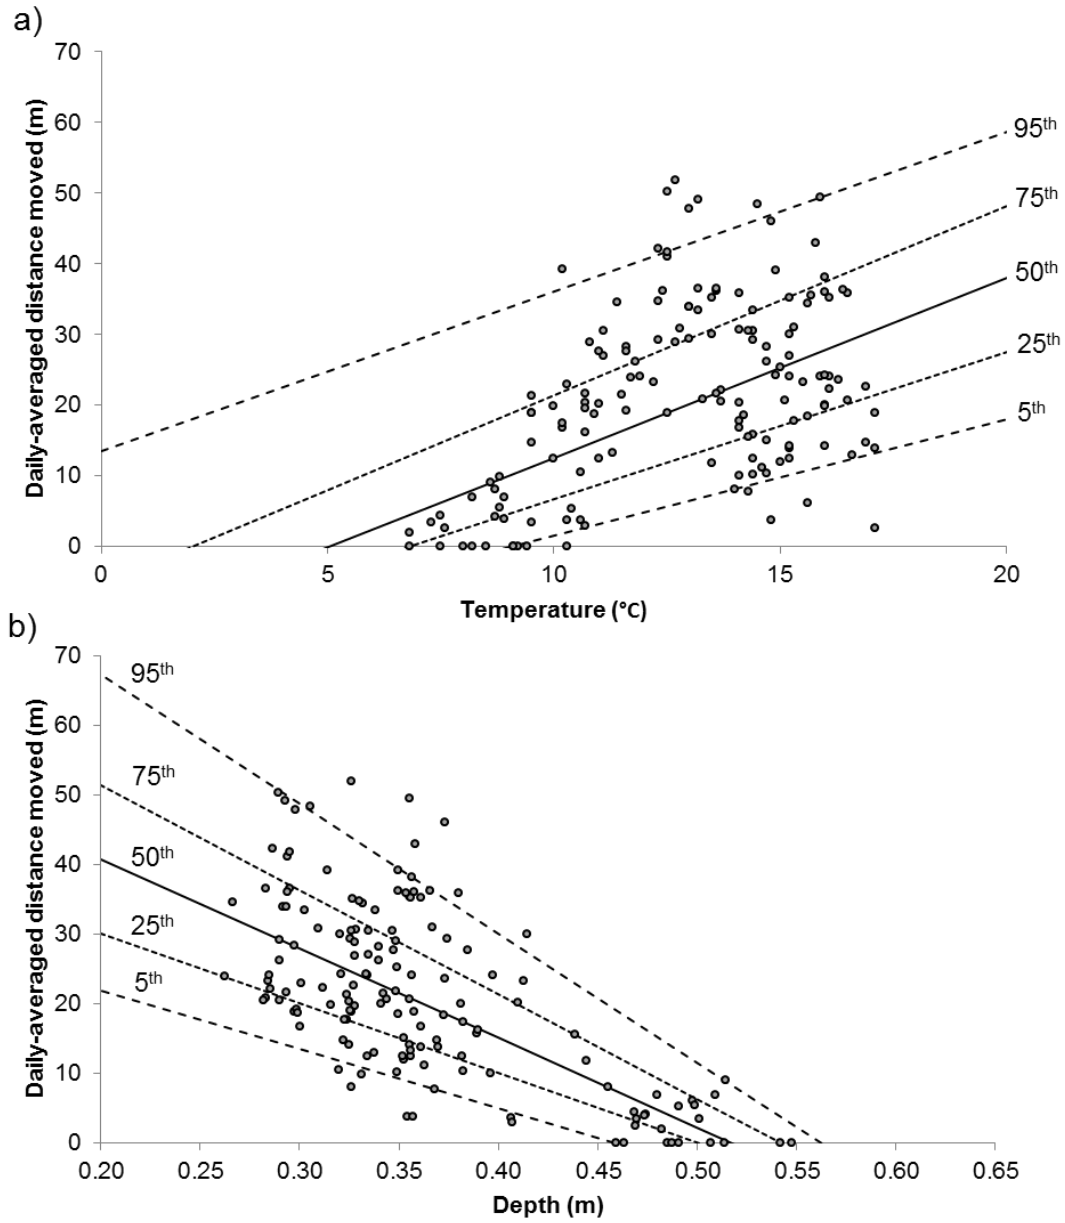 a)
70
60
50
40
30
20
10
0
Daily-averaged distance moved (m)
95th
75th
50th
25th
5th
0 5 10 15 20
Temperature (°C)
b)
70
60
50
40
30
20
10
0
Daily-averaged distance moved (m)
95th
75th
50th
25th
5th
0.20 0.25 0.30 0.35 0.40 0.45 0.50 0.55 0.60 0.65
Depth (m)